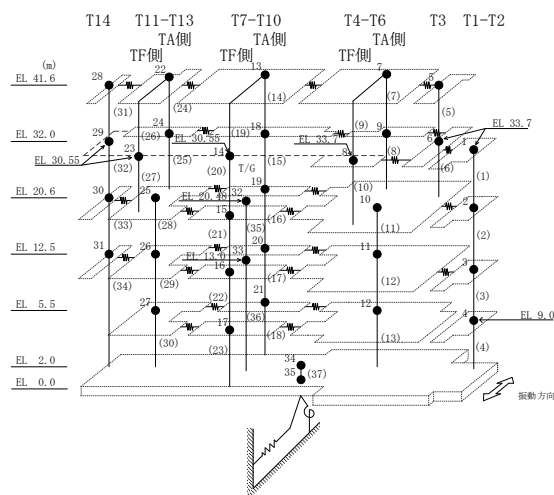 T14 T11-T13 T7-T10 T4-T6 T3 T1-T2
TA側 TA側 TA側
TF側 TF側 TF側
(m)
EL 41.6 28 22 13 7 5
(31) (24) (14) (7) (5)
EL 32.0 29 24 18 9 6 1 EL 33.7
(26) EL 30.55 (19) EL 33.7 (9)
EL 30.55 23 14 8 (8) (6)
(32) (25) (20) (15) (1)
(27) T/G (10)
EL 20.6 30 25 EL 20.48 32 19 10 2
15
(33) (28) (35) (16) (11) (2)
(21)
EL 12.5 31 26 EL 13.0 33 20 11 3
16
(34) (29) (17) (12) (3)
EL 5.5 27 (22) 21 12 4 EL 9.0
17 (36)
(30) (18) (13) (4)
(23)
EL 2.0 34
EL 0.0 35 (37)
振動方向